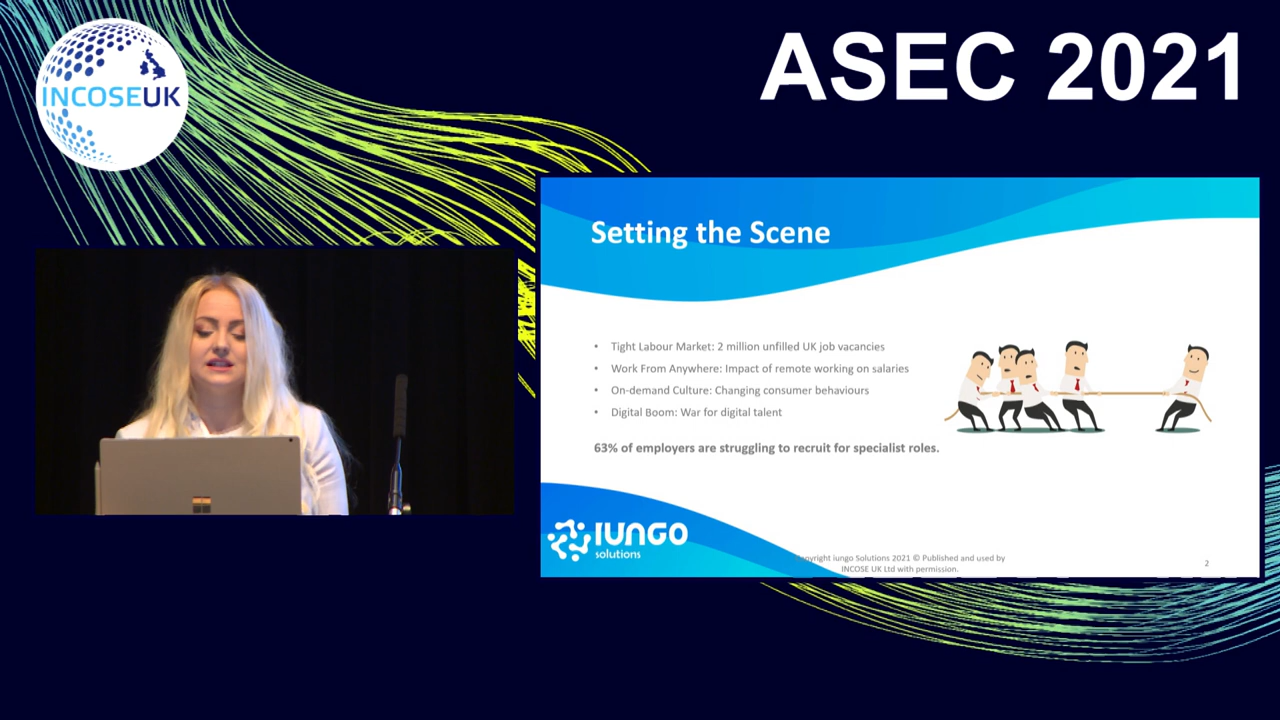 INCOSEUK
ASEC 2021
Setting the Scene
• Tight Labour Market: 2 million unfilled UK job vacancies
• Work From Anywhere: Impact of remote working on salaries
• On-demand Culture: Changing consumer behaviours
• Digital Boom: War for digital talent
63% of employers are struggling to recruit for specialist roles.
IUNGO
solutions
opyright iungo Solutions 2021 © Published and used by
INCOSE UK Ltd with permission.
2